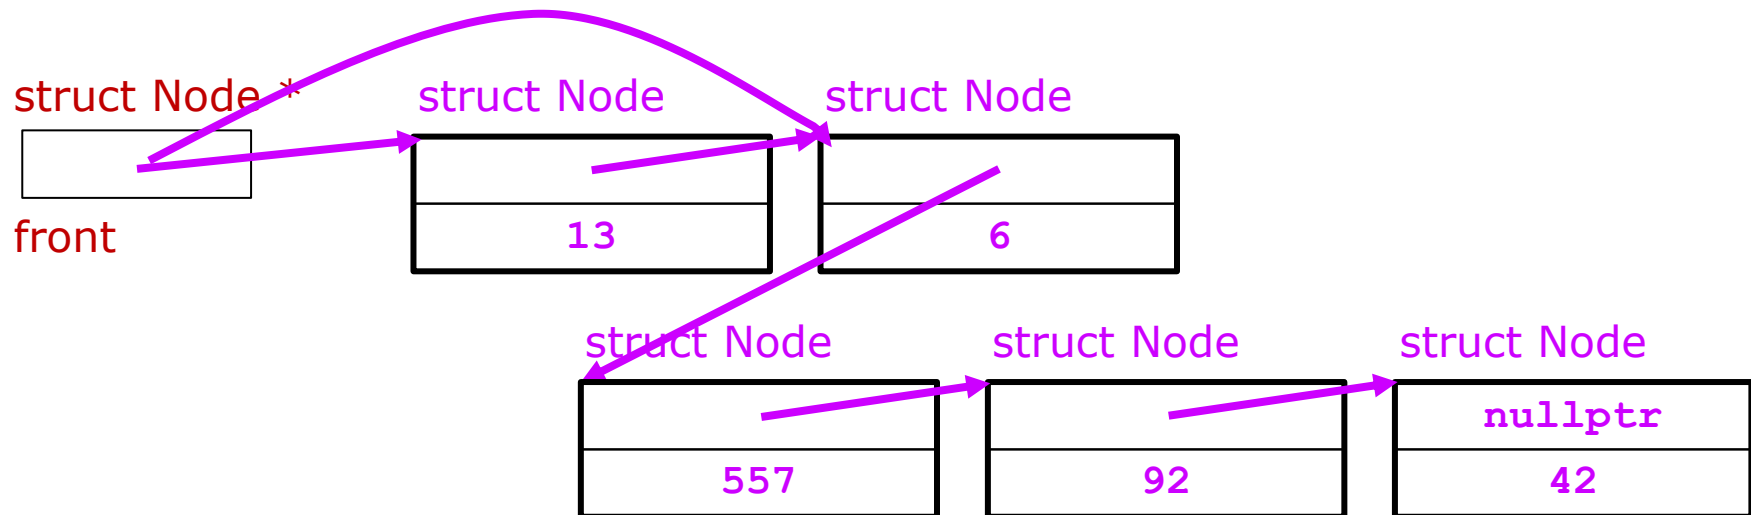 struct Node *
struct Node
struct Node
front
13
6
struct Node
struct Node
struct Node
nullptr
557
92
42